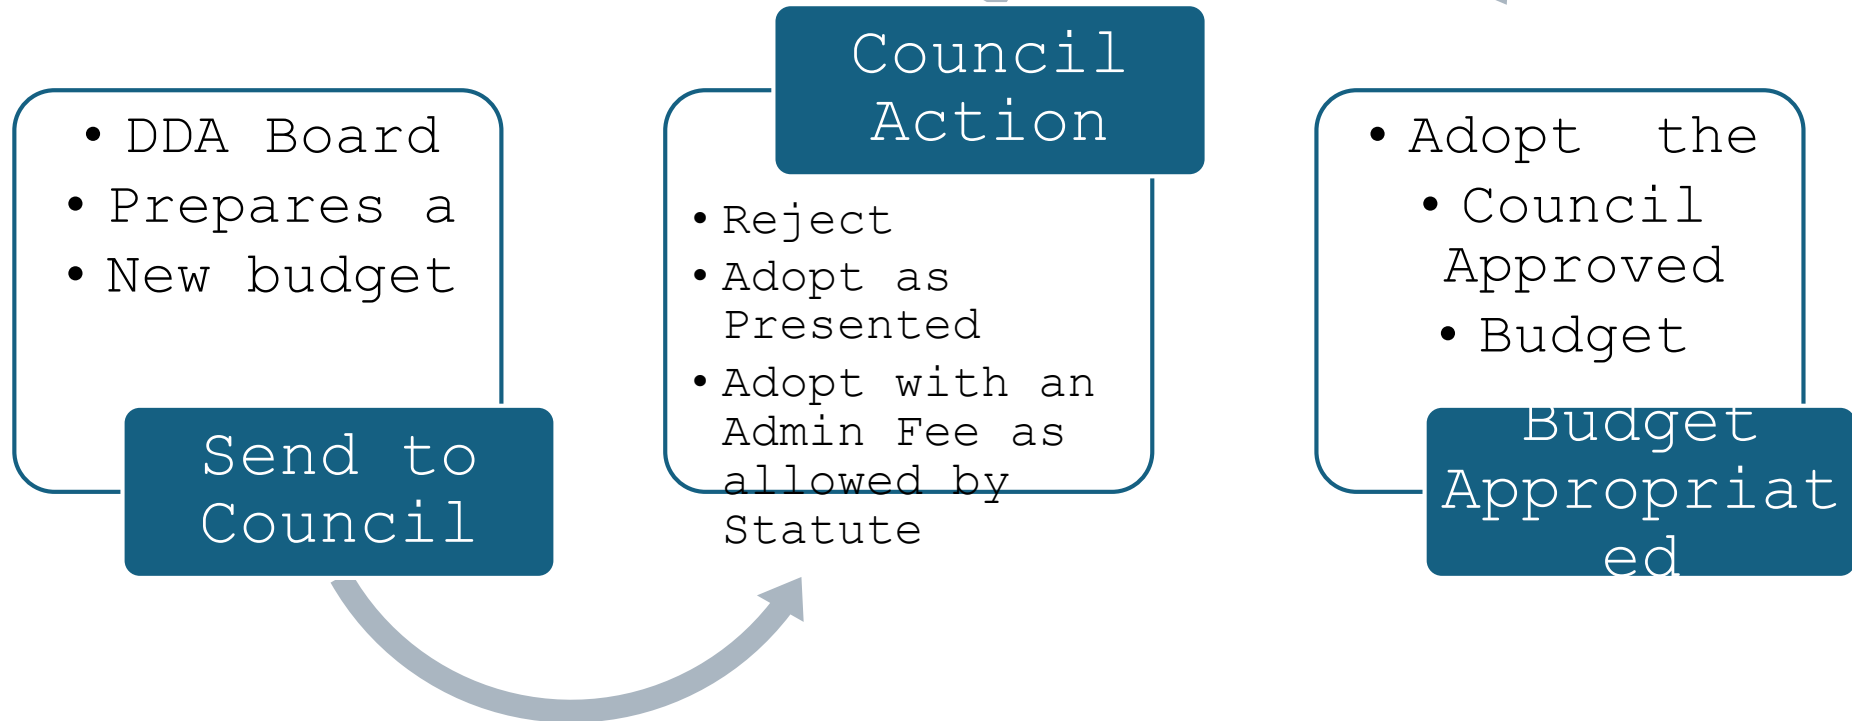 • DDA Board
• Prepares a
• New budget
Send to
Council
Council
Action
• Reject
• Adopt as
Presented
• Adopt with an
Admin Fee as
allowed by
Statute
• Adopt the
• Council
Approved
• Budget
Budget
Appropriat
ed